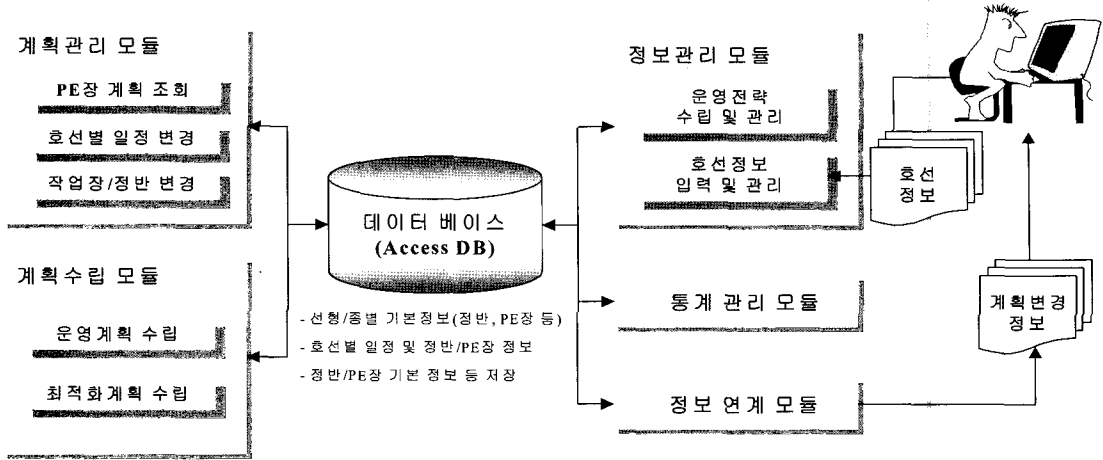 계획관리 모듈
PE장 계획 조회
호선별 일정 변경
작업장/정반 변경
계획수립 모듈
운영계획 수립
최적화계획 수립
데이터 베이스
(Access DB)
- 선형/종별 기본정보(정반, PE장 등)
- 호선별 일정 및 정반/PE장 정보
- 정반/PE장 기본 정보 등 저장
정보관리 모듈
운영전략
수립 및 관리
호선정보
입력 및 관리
통계 관리 모듈
정보 연계 모듈
호선
정보
계획변경
정보